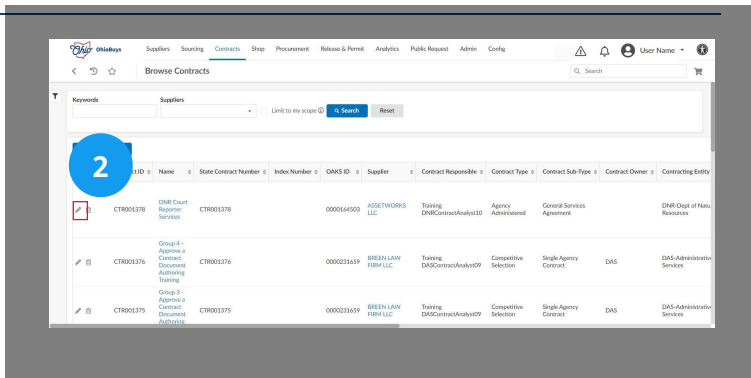 Ohio OhioBuys Suppliers Sourcing Contracts Shop Procurement Release & Permit Analytics Public Request Admin Config User Name
Browse Contracts Search
Keywords Suppliers
Limit to my scope Search Reset
2
ct ID Name State Contract Number Index Number OAKS ID Supplier Contract Responsible Contract Type Contract Sub-Type Contract Owner Contracting Entity
CTR001378 DNR Court Reporter Services CTR001378 0000164503 ASSETWORKS LLC Training DNRContractAnalyst10 Agency Administered General Services Agreement DNR-Dept of Natu Resources
CTR001376 Group 4 - Approve a Contract Document Authoring Training CTR001376 0000231659 BREEN LAW FIRM LLC Training DASContractAnalyst09 Competitive Selection Single Agency Contract DAS DAS-Administrative Services
CTR001375 Group 3 - Approve a Contract Document Authoring CTR001375 0000231659 BREEN LAW FIRM LLC Training DASContractAnalyst09 Competitive Selection Single Agency Contract DAS DAS-Administrative Services